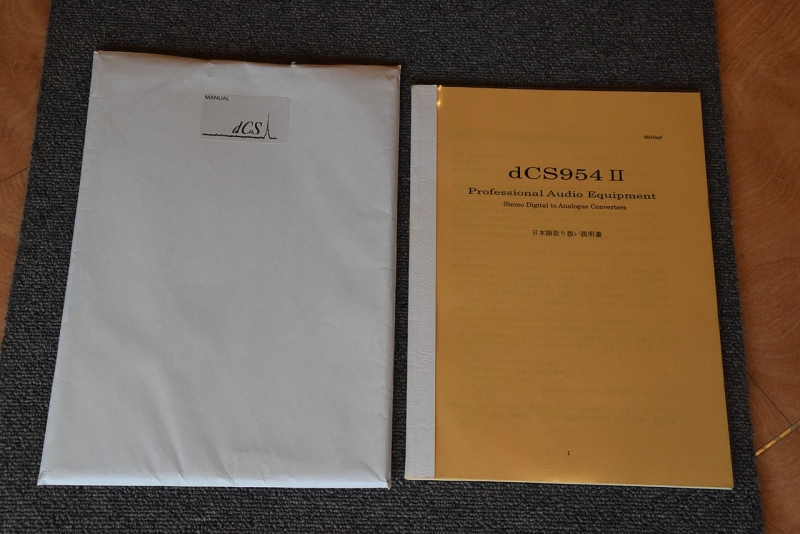 MANUAL
dCS
dCS954 II
Professional Audio Equipment
Stereo Digital to Analogue Converters
日本語取り扱い説明書
1